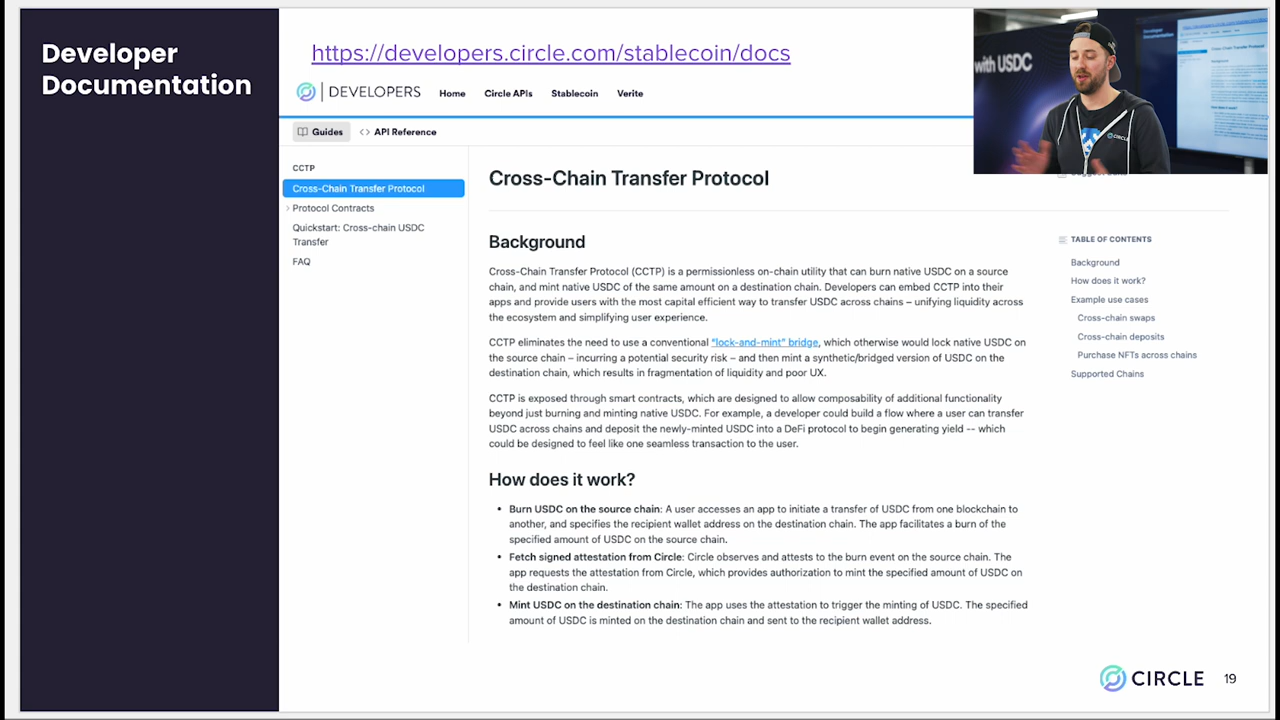 Developer
Documentation
https://developers.circle.com/stablecoin/docs
DEVELOPERS
Home
Circle APIs
Stablecoin
Verite
Guides
<> API Reference
CCTP
Cross-Chain Transfer Protocol
Protocol Contracts
Quickstart: Cross-chain USDC
Transfer
FAQ
Cross-Chain Transfer Protocol
Background
Cross-Chain Transfer Protocol (CCTP) is a permissionless on-chain utility that can burn native USDC on a source
chain, and mint native USDC of the same amount on a destination chain. Developers can embed CCTP into their
apps and provide users with the most capital efficient way to transfer USDC across chains – unifying liquidity across
the ecosystem and simplifying user experience.
CCTP eliminates the need to use a conventional "lock-and-mint" bridge, which otherwise would lock native USDC on
the source chain – incurring a potential security risk – and then mint a synthetic/bridged version of USDC on the
destination chain, which results in fragmentation of liquidity and poor UX.
CCTP is exposed through smart contracts, which are designed to allow composability of additional functionality
beyond just burning and minting native USDC. For example, a developer could build a flow where a user can transfer
USDC across chains and deposit the newly-minted USDC into a DeFi protocol to begin generating yield -- which
could be designed to feel like one seamless transaction to the user.
How does it work?
• Burn USDC on the source chain: A user accesses an app to initiate a transfer of USDC from one blockchain to
another, and specifies the recipient wallet address on the destination chain. The app facilitates a burn of the
specified amount of USDC on the source chain.
• Fetch signed attestation from Circle: Circle observes and attests to the burn event on the source chain. The
app requests the attestation from Circle, which provides authorization to mint the specified amount of USDC on
the destination chain.
• Mint USDC on the destination chain: The app uses the attestation to trigger the minting of USDC. The specified
amount of USDC is minted on the destination chain and sent to the recipient wallet address.
TABLE OF CONTENTS
Background
How does it work?
Example use cases
Cross-chain swaps
Cross-chain deposits
Purchase NFTs across chains
Supported Chains
with USDC
CIRCLE
CIRCLE
19